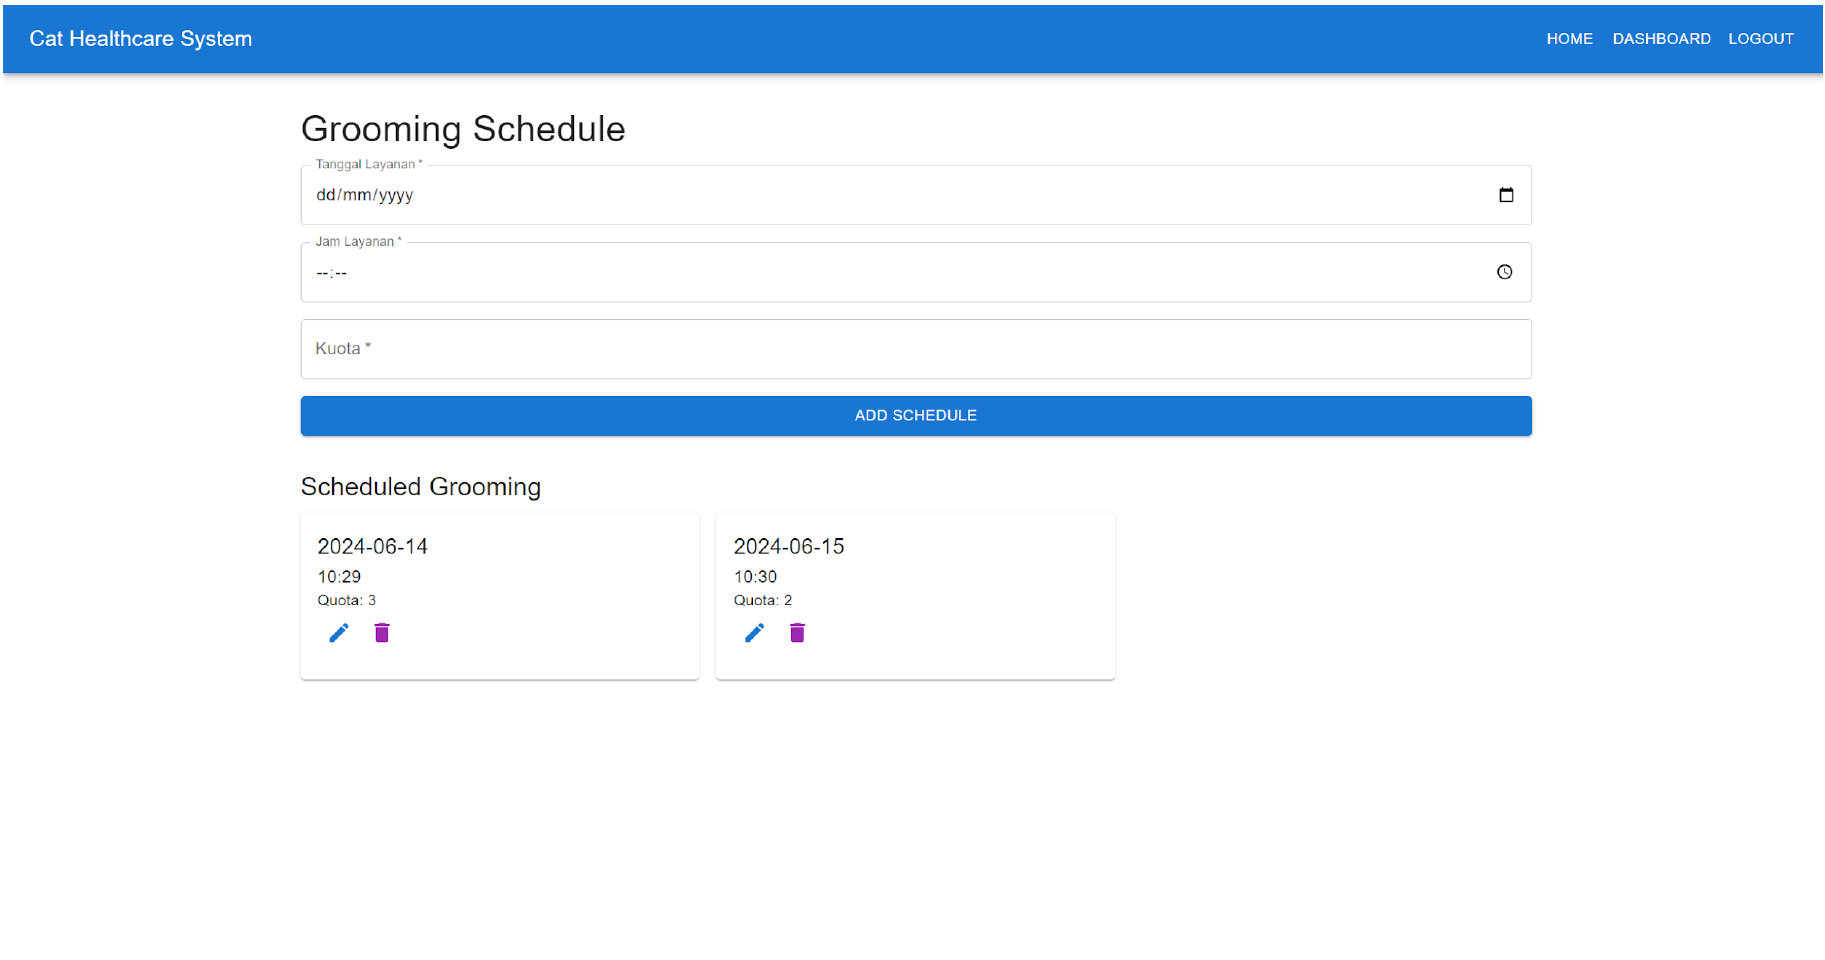 Cat Healthcare System
HOME DASHBOARD LOGOUT
Grooming Schedule
Tanggal Layanan *
dd/mm/yyyy
Jam Layanan *
--:--
Kuota *
ADD SCHEDULE
Scheduled Grooming
2024-06-14
10:29
Quota: 3
2024-06-15
10:30
Quota: 2